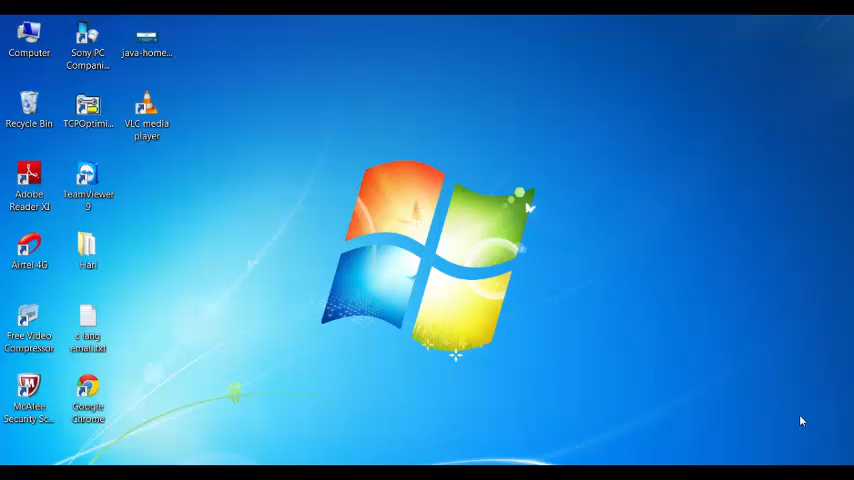 Computer
Sony PC
Compani...
java-home...
Recycle Bin
TCPOptimi...
VLC media
player
Adobe
Reader XI
TeamViewer
9
Airtel 4G
Hari
Free Video
Compressor
c lang
email.txt
McAfee
Security Sc...
Google
Chrome